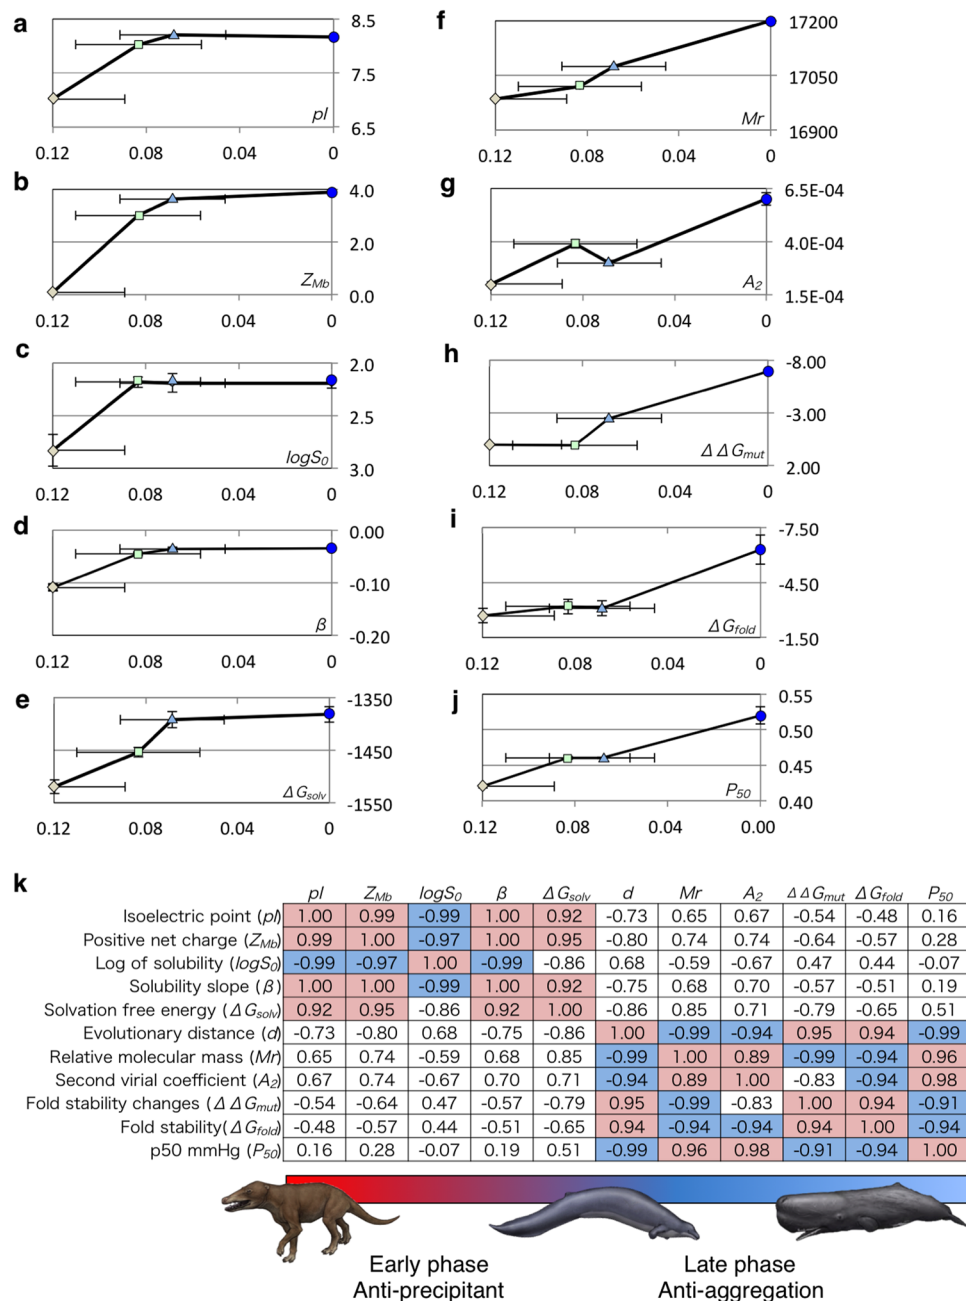 a
8.5
7.5
6.5
pI
0.12 0.08 0.04 0
b
4.0
2.0
0.0
Z_Mb
0.12 0.08 0.04 0
c
2.0
2.5
3.0
logS_0
0.12 0.08 0.04 0
d
0.00
-0.10
-0.20
β
0.12 0.08 0.04 0
e
-1350
-1450
-1550
ΔG_solv
0.12 0.08 0.04 0
f
17200
17050
16900
Mr
0.12 0.08 0.04 0
g
6.5E-04
4.0E-04
1.5E-04
A_2
0.12 0.08 0.04 0
h
-8.00
-3.00
2.00
ΔΔG_mut
0.12 0.08 0.04 0
i
-7.50
-4.50
-1.50
ΔG_fold
0.12 0.08 0.04 0
j
0.55
0.50
0.45
0.40
P_50
0.12 0.08 0.04 0.00
k
pI Z_Mb logS_0 β ΔG_solv d Mr A_2 ΔΔG_mut ΔG_fold P_50
Isoelectric point (pI) 1.00 0.99 -0.99 1.00 0.92 -0.73 0.65 0.67 -0.54 -0.48 0.16
Positive net charge (Z_Mb) 0.99 1.00 -0.97 1.00 0.95 -0.80 0.74 0.74 -0.64 -0.57 0.28
Log of solubility (logS_0) -0.99 -0.97 1.00 -0.99 -0.86 0.68 -0.59 -0.67 0.47 0.44 -0.07
Solubility slope (β) 1.00 1.00 -0.99 1.00 0.92 -0.75 0.68 0.70 -0.57 -0.51 0.19
Solvation free energy (ΔG_solv) 0.92 0.95 -0.86 0.92 1.00 -0.86 0.85 0.71 -0.79 -0.65 0.51
Evolutionary distance (d) -0.73 -0.80 0.68 -0.75 -0.86 1.00 -0.99 -0.94 0.95 0.94 -0.99
Relative molecular mass (Mr) 0.65 0.74 -0.59 0.68 0.85 -0.99 1.00 0.89 -0.99 -0.94 0.96
Second virial coefficient (A_2) 0.67 0.74 -0.67 0.70 0.71 -0.94 0.89 1.00 -0.83 -0.94 0.98
Fold stability changes (ΔΔG_mut) -0.54 -0.64 0.47 -0.57 -0.79 0.95 -0.99 -0.83 1.00 0.94 -0.91
Fold stability(ΔG_fold) -0.48 -0.57 0.44 -0.51 -0.65 0.94 -0.94 -0.94 0.94 1.00 -0.94
p50 mmHg (P_50) 0.16 0.28 -0.07 0.19 0.51 -0.99 0.96 0.98 -0.91 -0.94 1.00
Early phase
Anti-precipitant
Late phase
Anti-aggregation